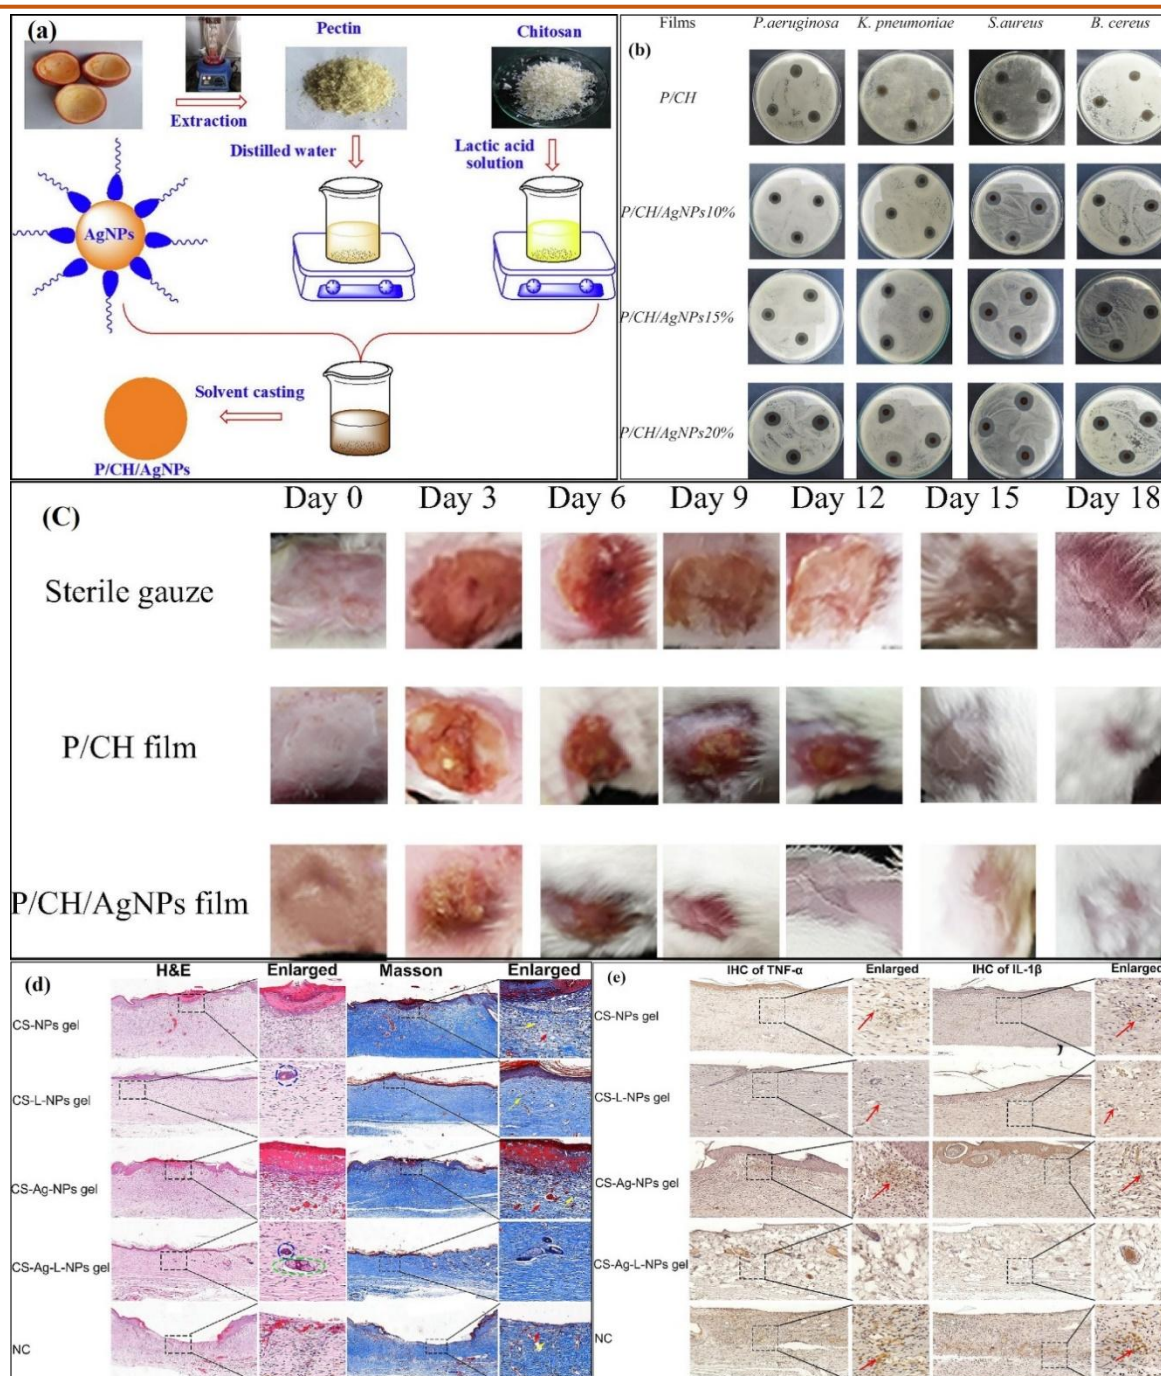 (a)
Pectin
Chitosan
Extraction
Distilled water
Lactic acid
solution
AgNPs
Solvent casting
P/CH/AgNPs
Films P.aeruginosa K. pneumoniae S.aureus B. cereus
(b)
P/CH
P/CH/AgNPs10%
P/CH/AgNPs15%
P/CH/AgNPs20%
(C) Day 0 Day 3 Day 6 Day 9 Day 12 Day 15 Day 18
Sterile gauze
P/CH film
P/CH/AgNPs film
(d) H&E Enlarged Masson Enlarged
CS-NPs gel
CS-L-NPs gel
CS-Ag-NPs gel
CS-Ag-L-NPs gel
NC
(e) IHC of TNF-α Enlarged IHC of IL-1β Enlarged
CS-NPs gel
CS-L-NPs gel
CS-Ag-NPs gel
CS-Ag-L-NPs gel
NC